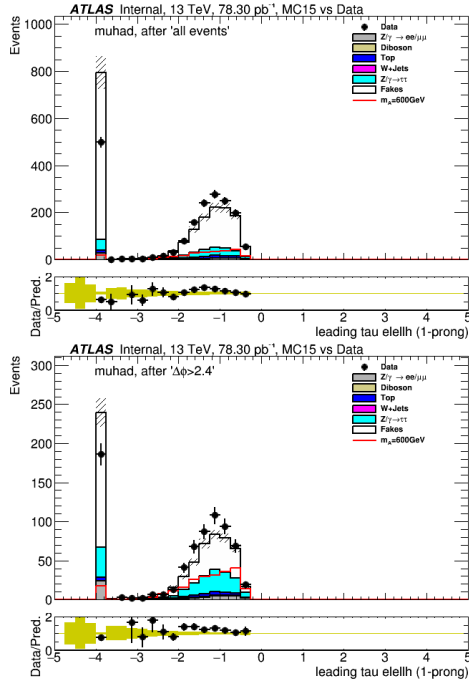 ATLAS Internal, 13 TeV, 78.30 pb⁻¹, MC15 vs Data
Events
muhad, after 'all events'
Data
Z/γ → ee/μμ
Diboson
Top
W+Jets
Z/γ→ττ
Fakes
m_A=600GeV
1000
800
600
400
200
0
Data/Pred.
2
1
0
−5 −4 −3 −2 −1 0 1 2 3 4 5
leading tau elellh (1-prong)
ATLAS Internal, 13 TeV, 78.30 pb⁻¹, MC15 vs Data
Events
muhad, after 'Δϕ>2.4'
Data
Z/γ → ee/μμ
Diboson
Top
W+Jets
Z/γ→ττ
Fakes
m_A=600GeV
300
250
200
150
100
50
0
Data/Pred.
2
1
0
−5 −4 −3 −2 −1 0 1 2 3 4 5
leading tau elellh (1-prong)